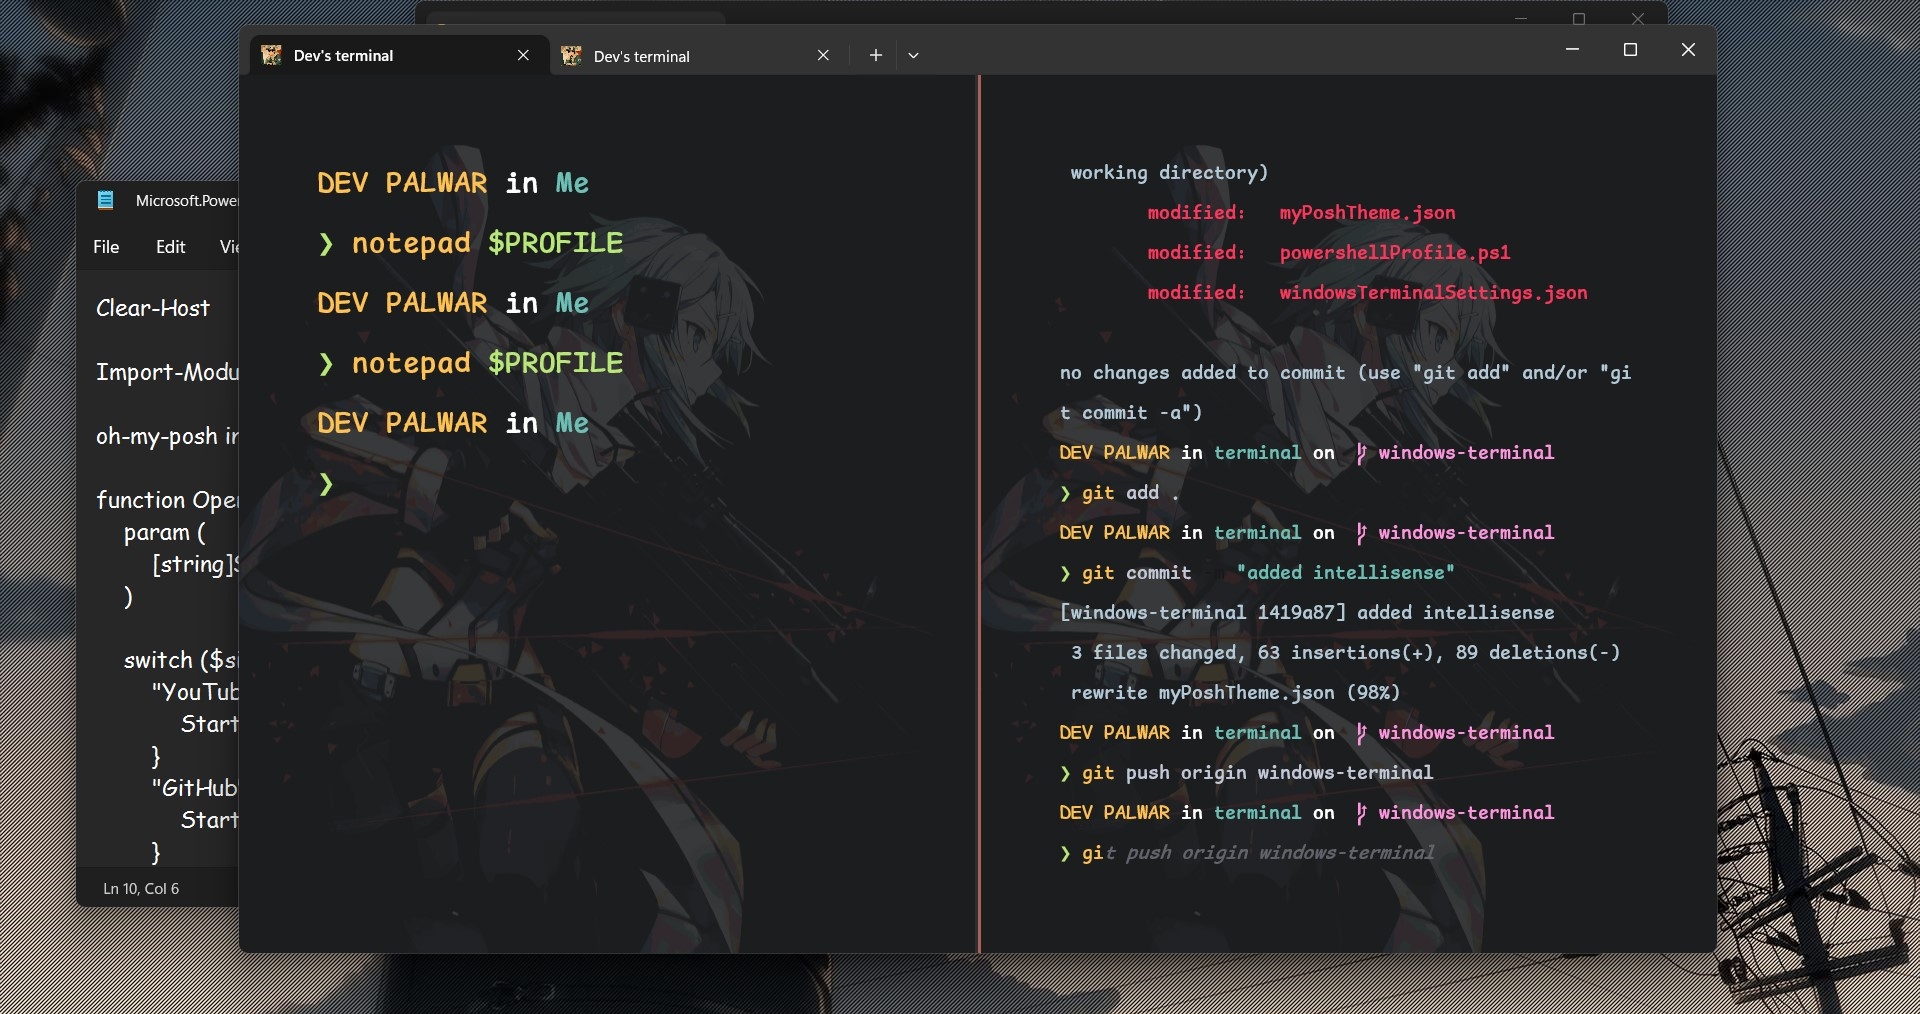 Dev's terminal
Dev's terminal
Microsoft.Power
File Edit Vi
Clear-Host
Import-Modu
oh-my-posh in
function Ope
param (
[string]$
)
switch ($si
"YouTub
Start
}
"GitHub"
Start
}
Ln 10, Col 6
DEV PALWAR in Me
❯ notepad $PROFILE
DEV PALWAR in Me
❯ notepad $PROFILE
DEV PALWAR in Me
❯
working directory)
modified: myPoshTheme.json
modified: powershellProfile.ps1
modified: windowsTerminalSettings.json
no changes added to commit (use "git add" and/or "gi
t commit -a")
DEV PALWAR in terminal on windows-terminal
❯ git add .
DEV PALWAR in terminal on windows-terminal
❯ git commit "added intellisense"
[windows-terminal 1419a87] added intellisense
3 files changed, 63 insertions(+), 89 deletions(-)
rewrite myPoshTheme.json (98%)
DEV PALWAR in terminal on windows-terminal
❯ git push origin windows-terminal
DEV PALWAR in terminal on windows-terminal
❯ git push origin windows-terminal